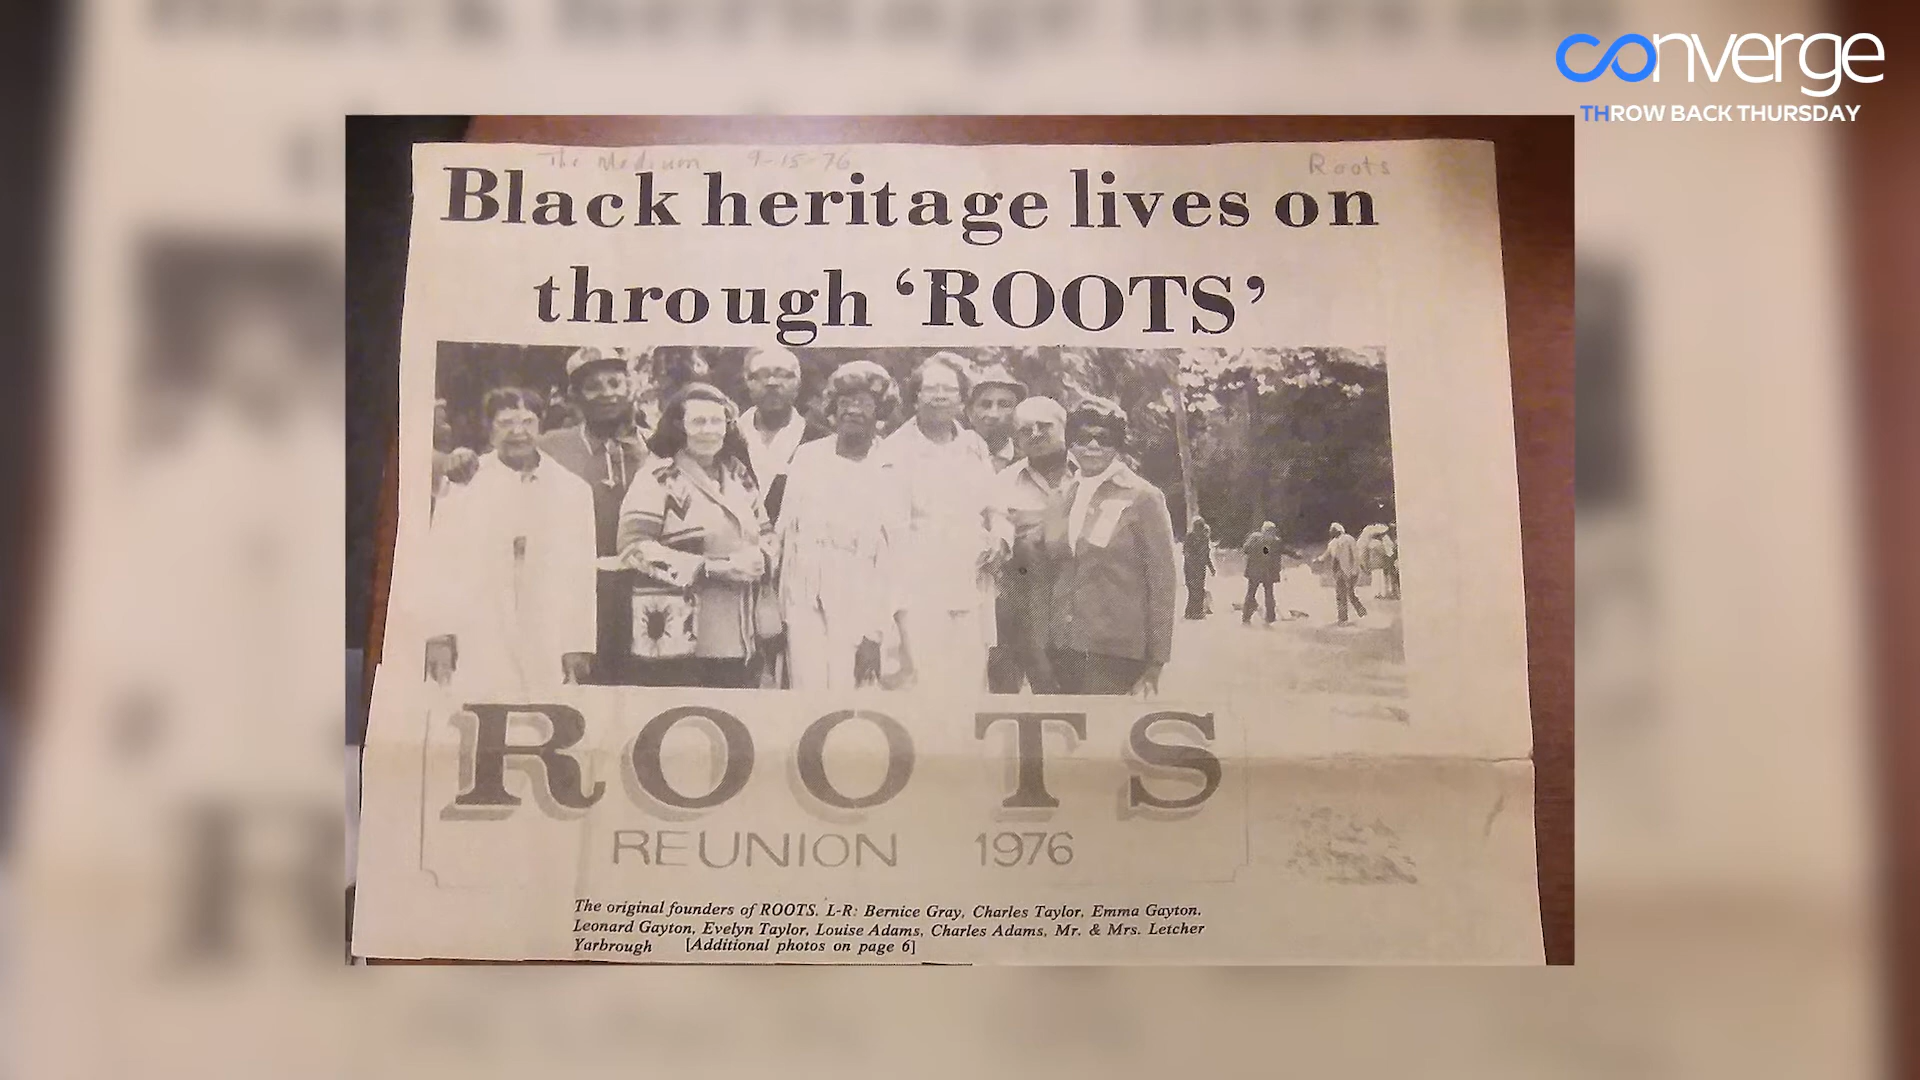 converge
THROW BACK THURSDAY
The Medium 9-15-76 Roots
Black heritage lives on
through ‘ROOTS’
ROOTS
REUNION 1976
The original founders of ROOTS. L-R: Bernice Gray, Charles Taylor, Emma Gayton,
Leonard Gayton, Evelyn Taylor, Louise Adams, Charles Adams, Mr. & Mrs. Letcher
Yarbrough [Additional photos on page 6]